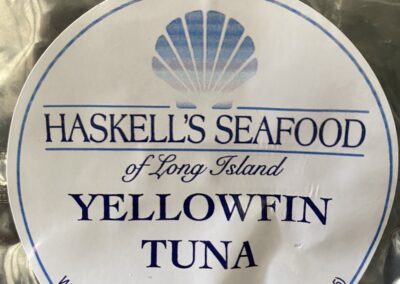 HASKELL'S SEAFOOD
of Long Island
YELLOWFIN
TUNA